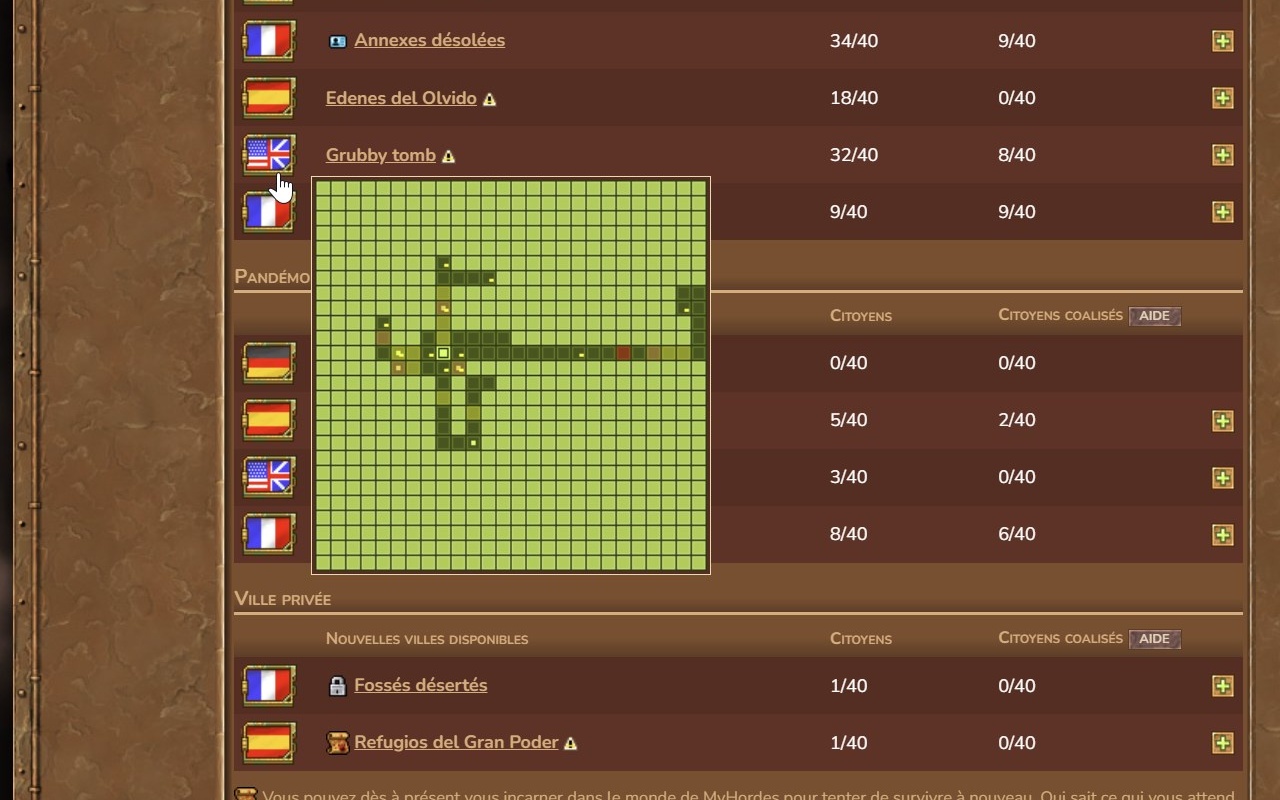 Annexes désolées 34/40 9/40
Edenes del Olvido 18/40 0/40
Grubby tomb 32/40 8/40
9/40 9/40
Pandémo
Citoyens Citoyens coalisés AIDE
0/40 0/40
5/40 2/40
3/40 0/40
8/40 6/40
Ville privée
Nouvelles villes disponibles Citoyens Citoyens coalisés AIDE
Fossés désertés 1/40 0/40
Refugios del Gran Poder 1/40 0/40
Vous pouvez dès à présent vous incarner dans le monde de MyHordes pour tenter de survivre à nouveau. Qui sait ce qui vous attend